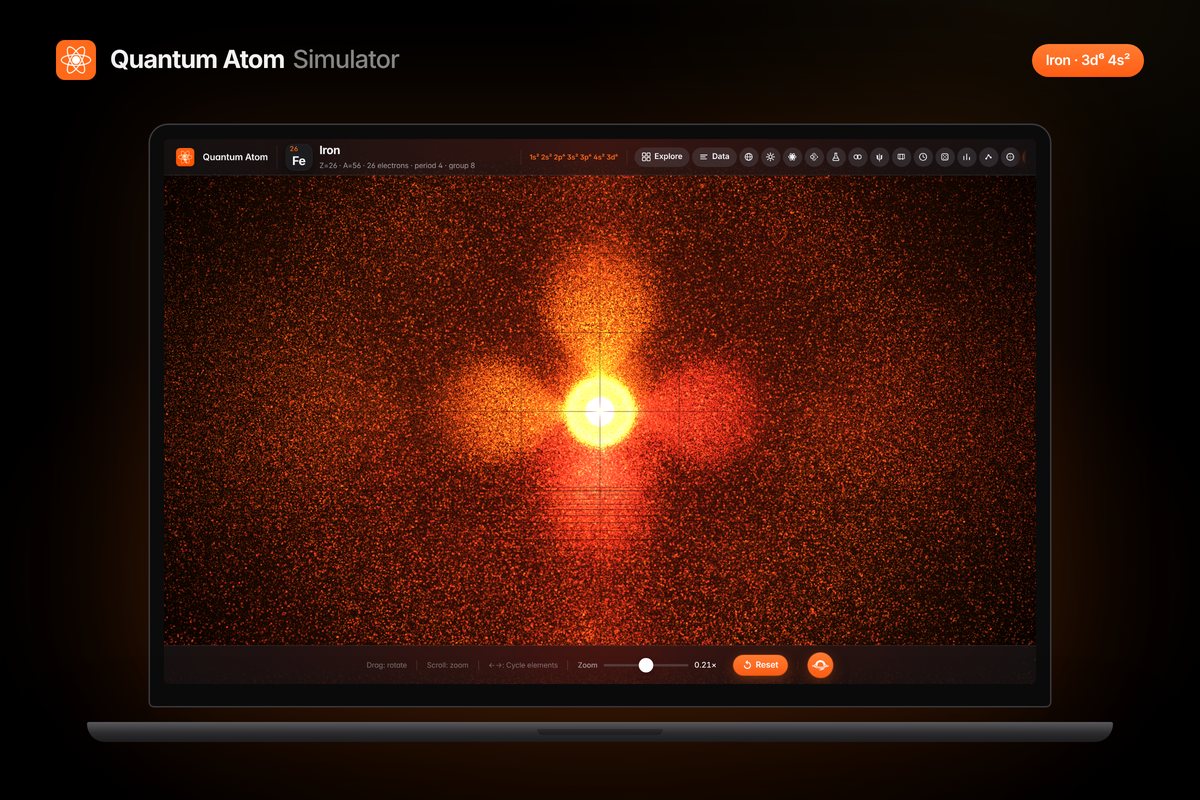 Quantum Atom Simulator
Iron · 3d⁶ 4s²
Quantum Atom
26
Fe
Iron
Z=26 · A=56 · 26 electrons · period 4 · group 8
1s² 2s² 2p⁶ 3s² 3p⁶ 4s² 3d⁶
Explore
Data
Drag: rotate
Scroll: zoom
←→: Cycle elements
Zoom
0.21×
Reset